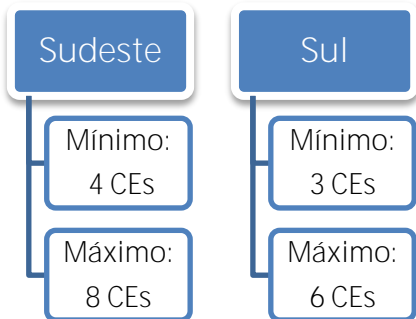 Sudeste
Mínimo:
4 CEs
Máximo:
8 CEs
Sul
Mínimo:
3 CEs
Máximo:
6 CEs